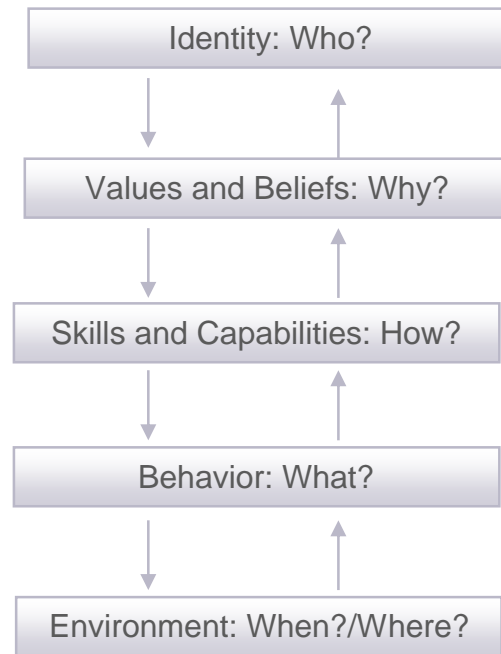 Identity: Who?
Values and Beliefs: Why?
Skills and Capabilities: How?
Behavior: What?
Environment: When?/Where?